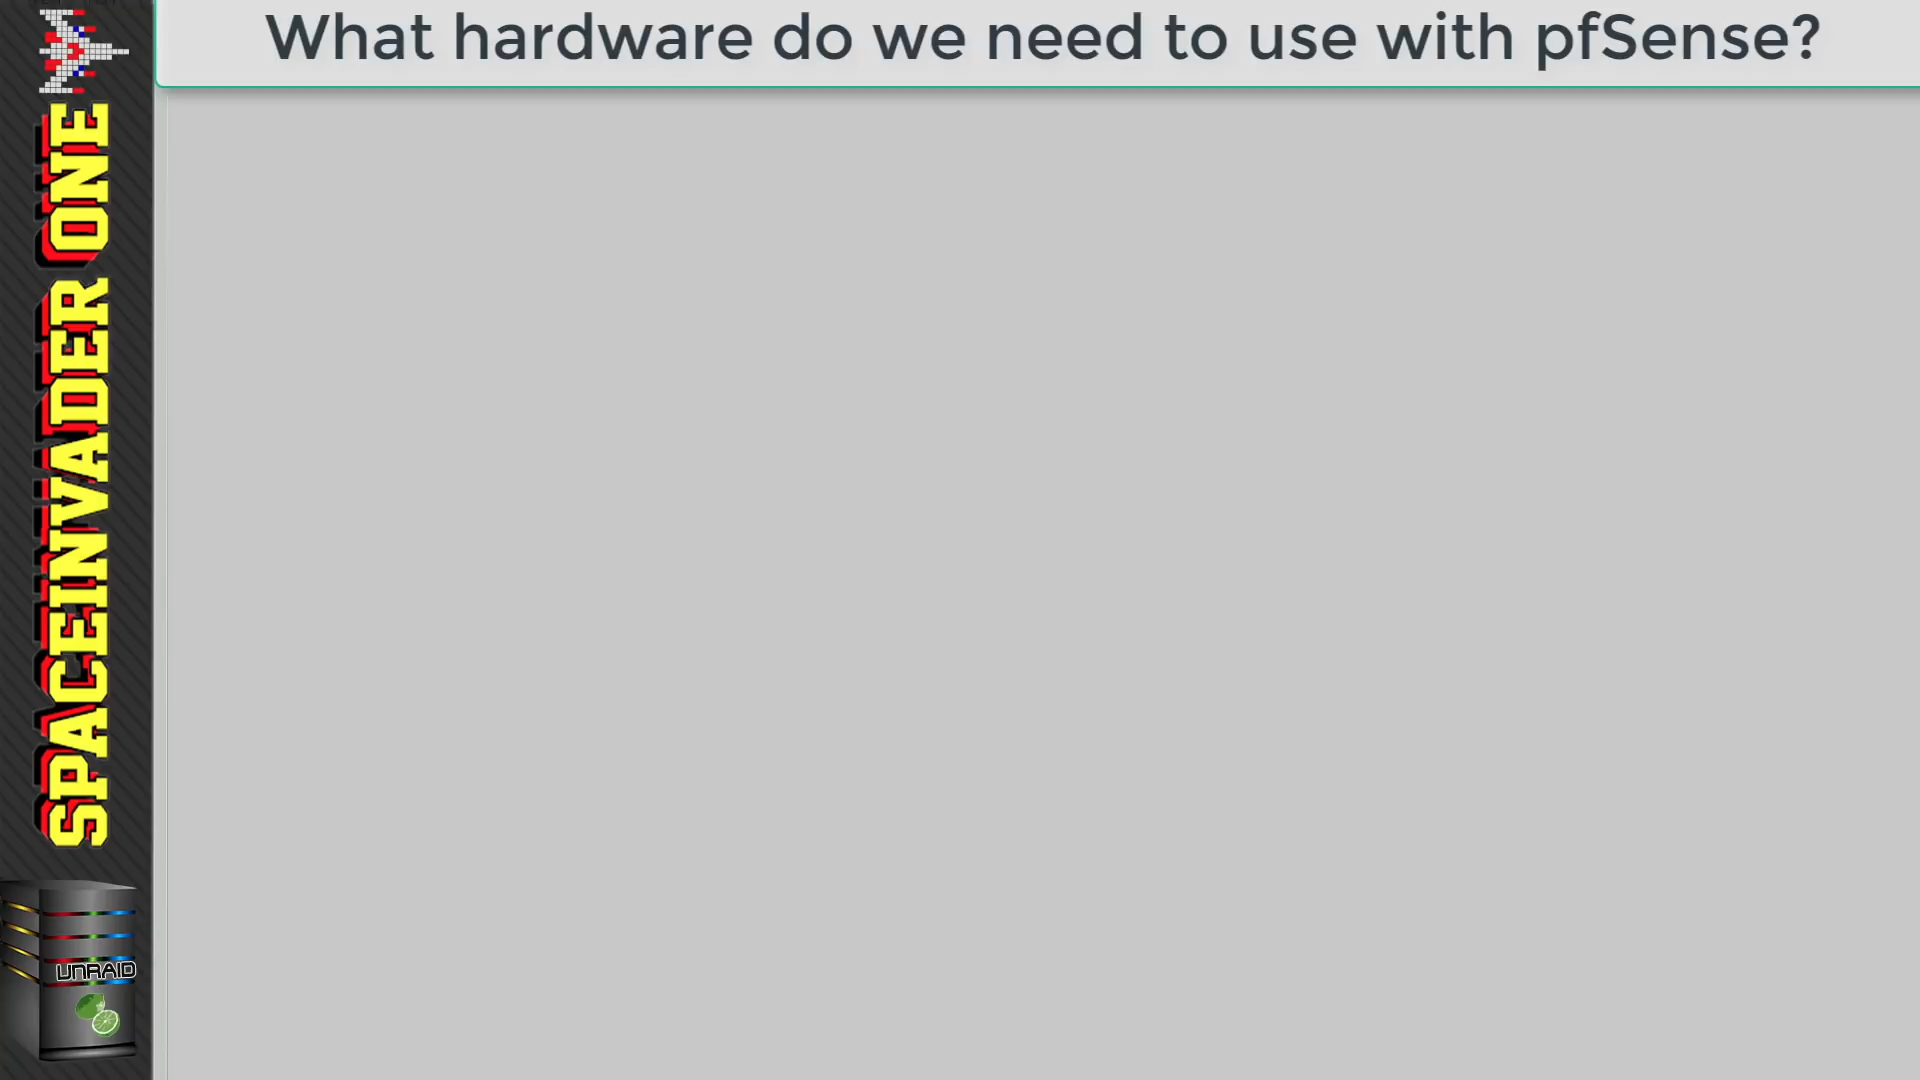 What hardware do we need to use with pfSense?
SPACEINVADER ONE
UNRAID